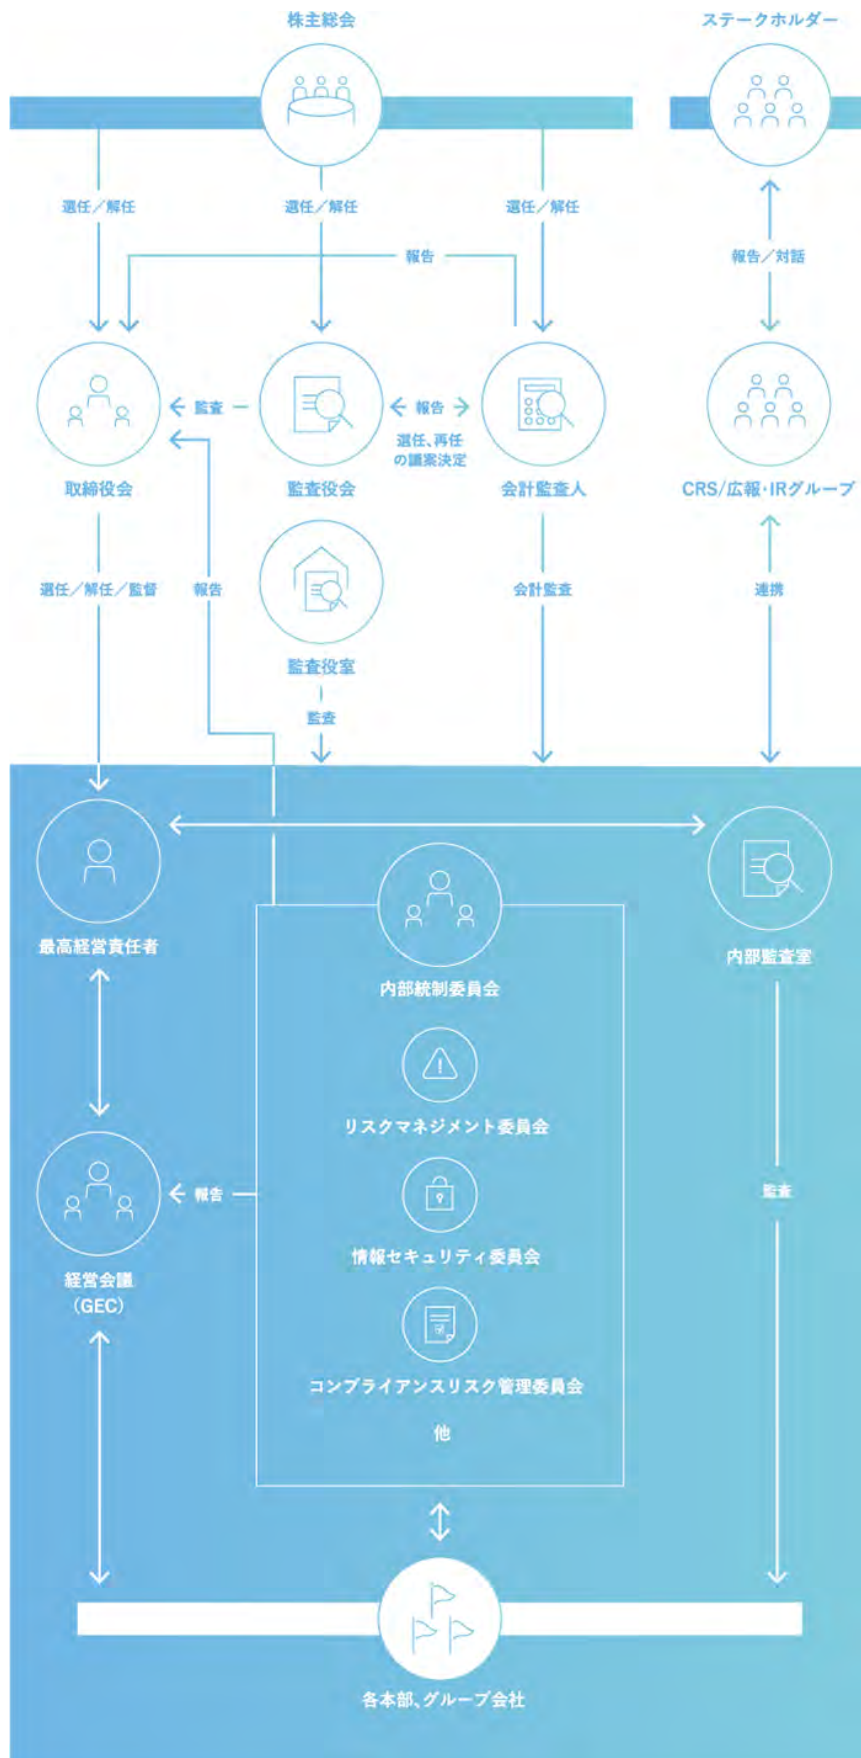 株主総会
ステークホルダー
選任／解任
選任／解任
選任／解任
報告
報告／対話
監査
報告
選任、再任
の議案決定
取締役会
監査役会
会計監査人
CRS/広報・IRグループ
選任／解任／監督
報告
会計監査
連携
監査役室
監査
最高経営責任者
内部監査室
内部統制委員会
リスクマネジメント委員会
報告
監査
情報セキュリティ委員会
経営会議
（GEC）
コンプライアンスリスク管理委員会
他
各本部、グループ会社